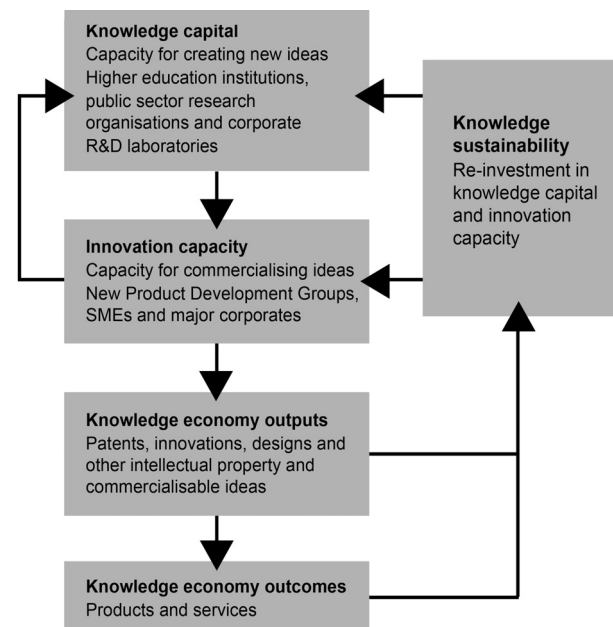 Knowledge capital
Capacity for creating new ideas
Higher education institutions,
public sector research
organisations and corporate
R&D laboratories
Knowledge
sustainability
Re-investment in
knowledge capital
and innovation
capacity
Innovation capacity
Capacity for commercialising ideas
New Product Development Groups,
SMEs and major corporates
Knowledge economy outputs
Patents, innovations, designs and
other intellectual property and
commercialisable ideas
Knowledge economy outcomes
Products and services